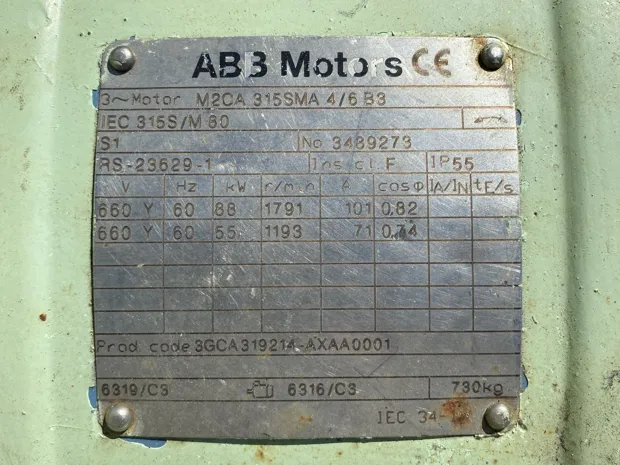 ABB Motors CE
3~Motor M2CA 315SMA 4/6 B3
IEC 315S/M 80
S1 No 3489273
RS-23629-1 Ins.cl.F IP55
V Hz kW r/min A cosΦ IA/IN tE/s
660 Y 60 88 1791 101 0,82
660 Y 60 55 1193 71 0,74
Prod code 3GCA319214-AXAA0001
6319/C3 6316/C3 730kg
IEC 34-